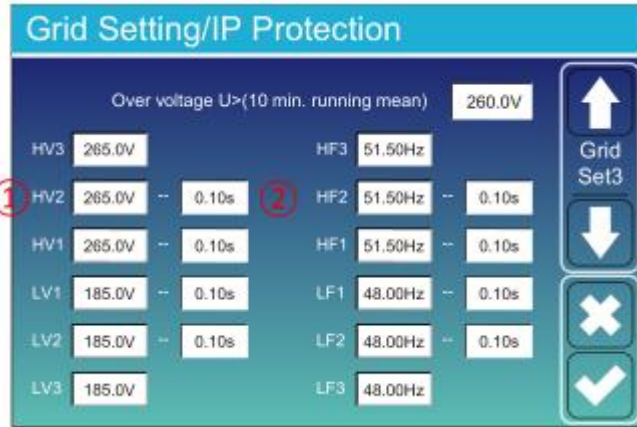 Grid Setting/IP Protection
Over voltage U>(10 min. running mean) 260.0V
HV3 265.0V HF3 51.50Hz
① HV2 265.0V -- 0.10s ② HF2 51.50Hz -- 0.10s
HV1 265.0V -- 0.10s HF1 51.50Hz -- 0.10s
LV1 185.0V -- 0.10s LF1 48.00Hz -- 0.10s
LV2 185.0V -- 0.10s LF2 48.00Hz -- 0.10s
LV3 185.0V LF3 48.00Hz
Grid
Set3